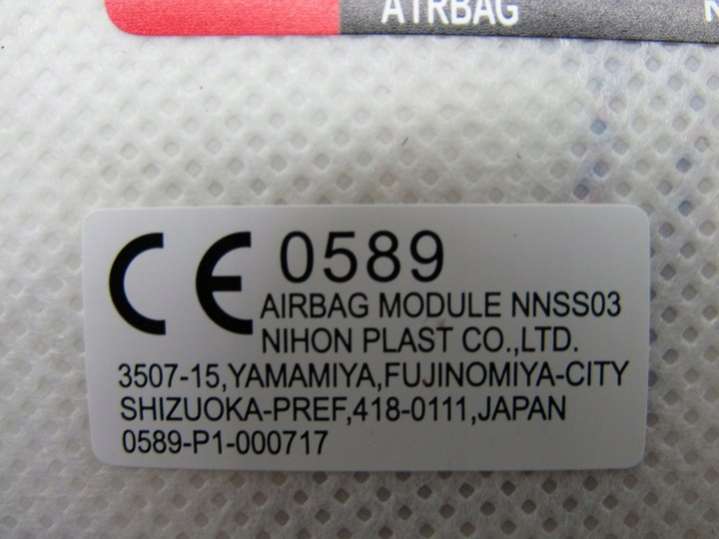 AIRBAG
CE 0589
AIRBAG MODULE NNSS03
NIHON PLAST CO.,LTD.
3507-15,YAMAMIYA,FUJINOMIYA-CITY
SHIZUOKA-PREF,418-0111,JAPAN
0589-P1-000717